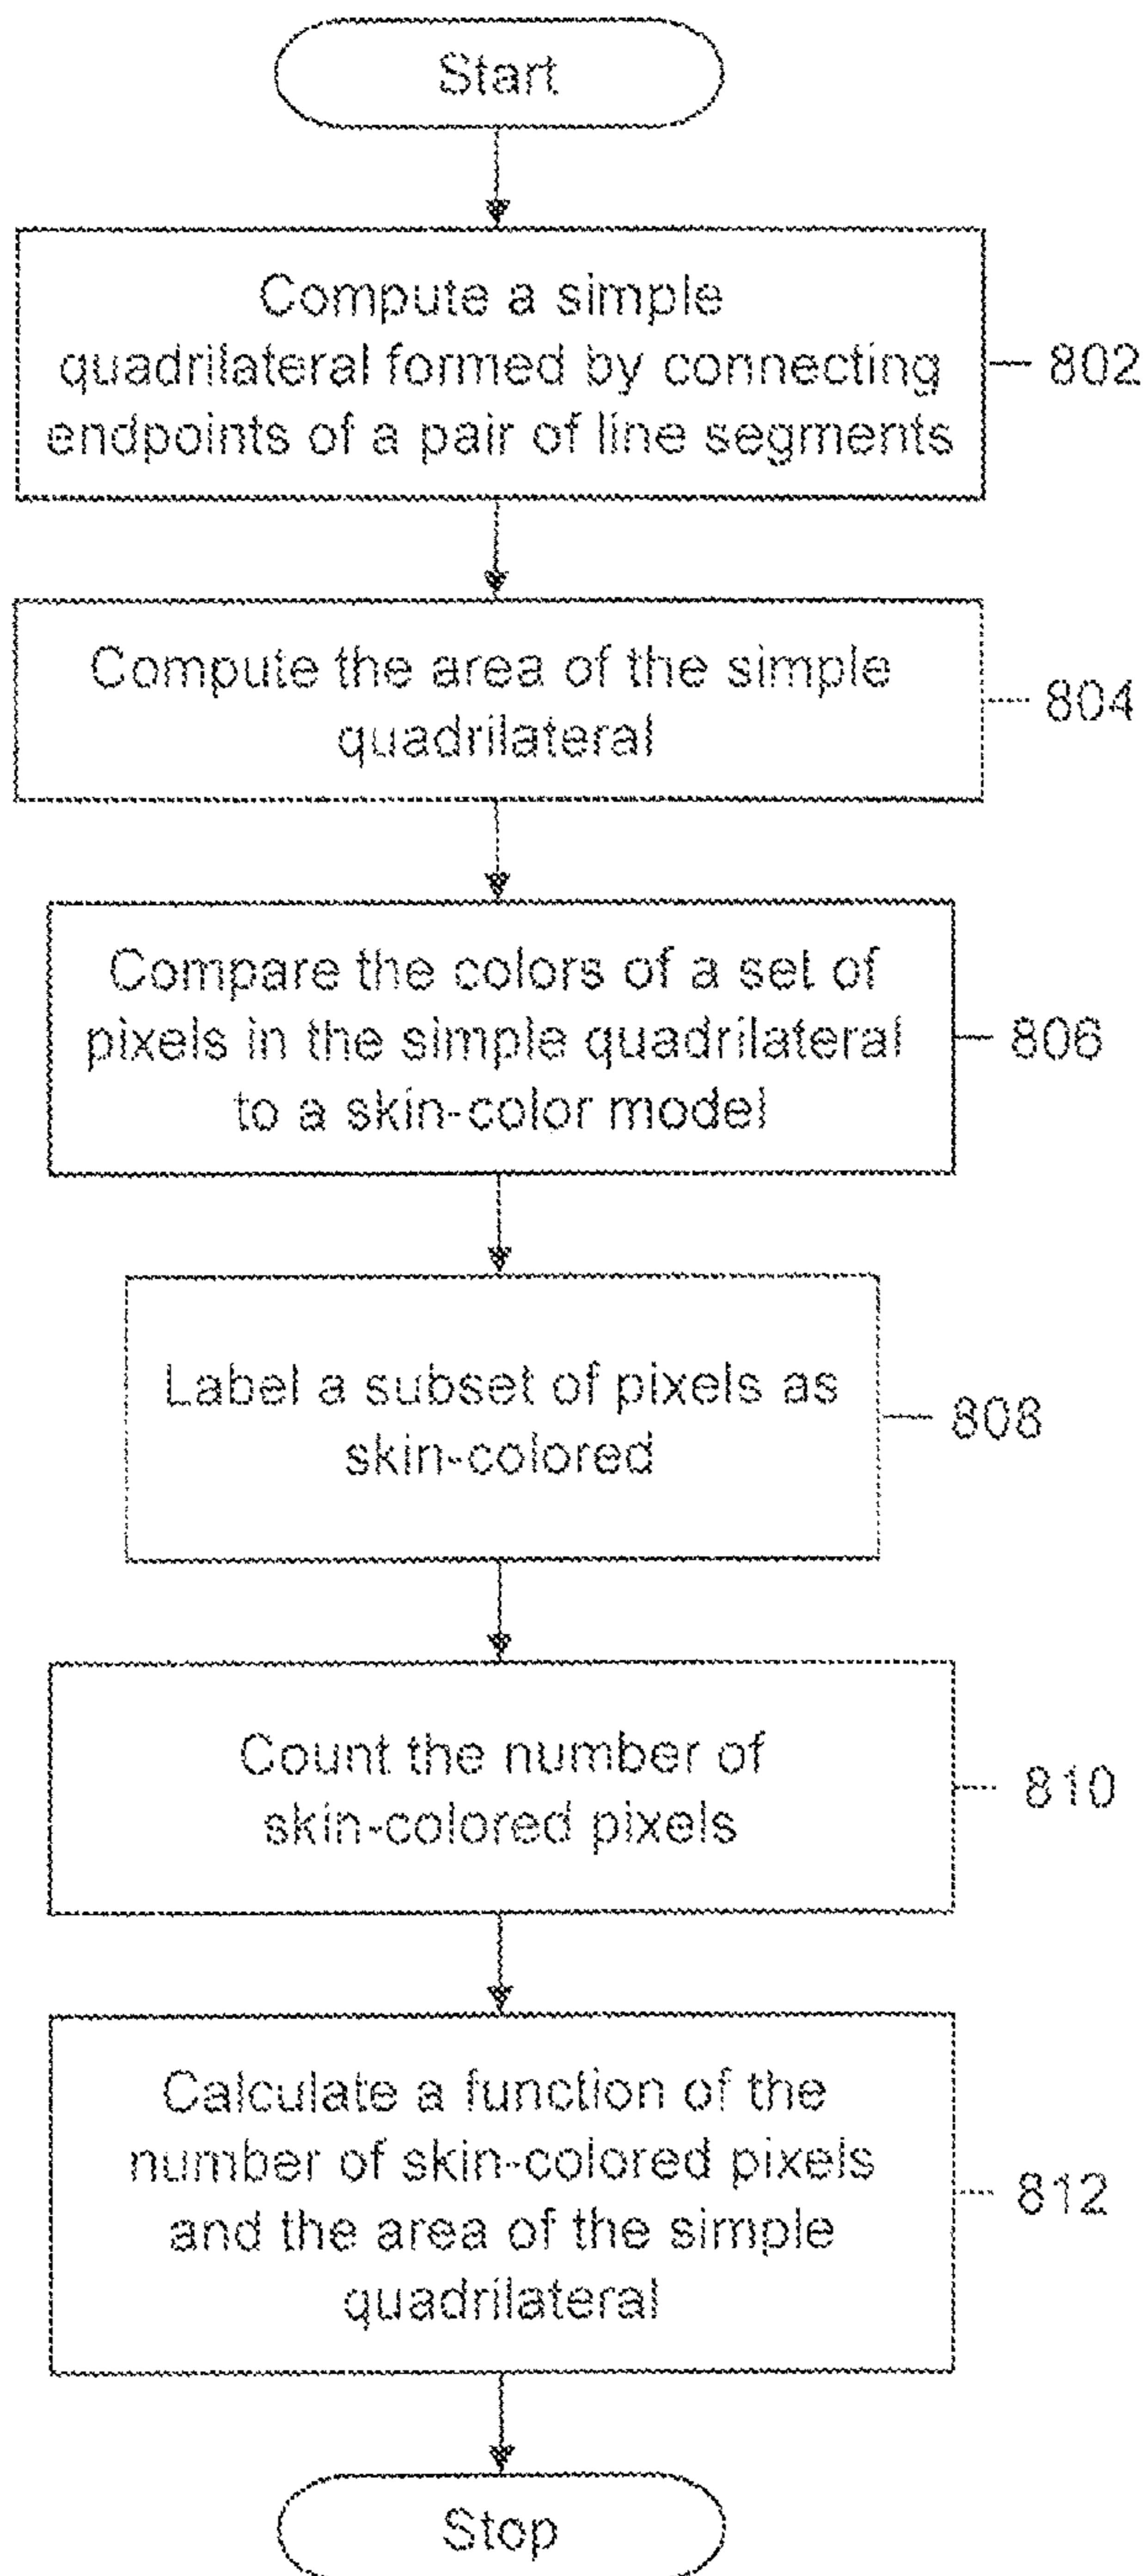 Start
Compute a simple
quadrilateral formed by connecting
endpoints of a pair of line segments
802
Compute the area of the simple
quadrilateral
804
Compare the colors of a set of
pixels in the simple quadrilateral
to a skin-color model
806
Label a subset of pixels as
skin-colored
808
Count the number of
skin-colored pixels
810
Calculate a function of the
number of skin-colored pixels
and the area of the simple
quadrilateral
812
Stop